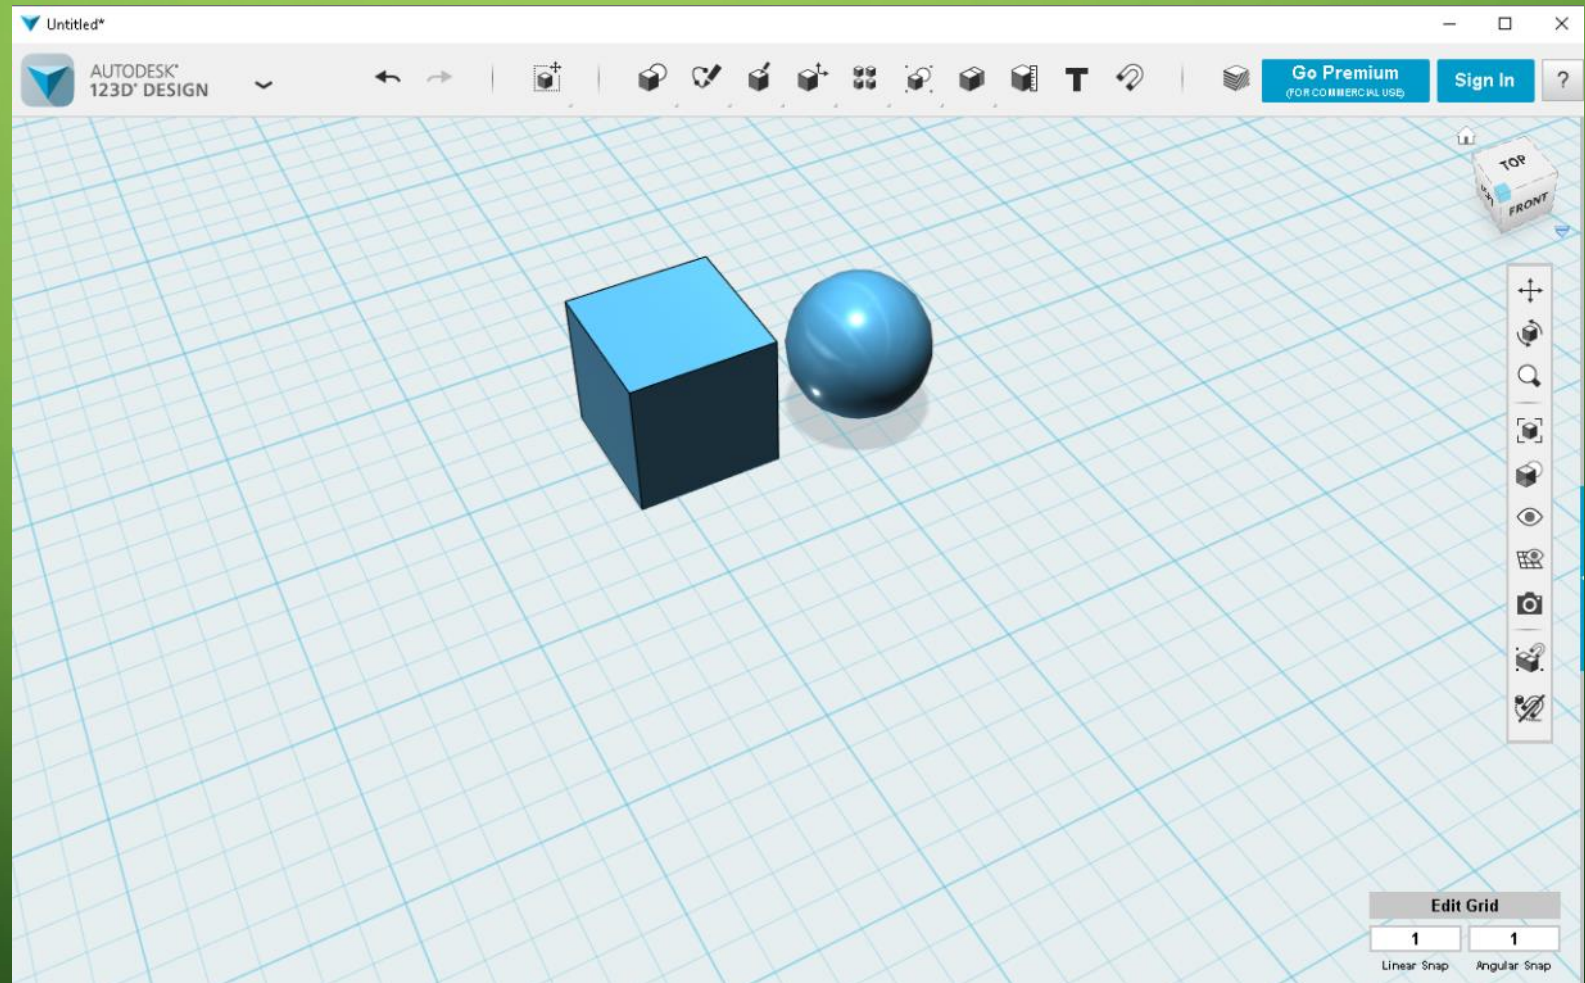 Untitled*
AUTODESK®
123D® DESIGN
T
Go Premium
(FOR COMMERCIAL USE)
Sign In
?
TOP
LEFT
FRONT
Edit Grid
1
1
Linear Snap
Angular Snap